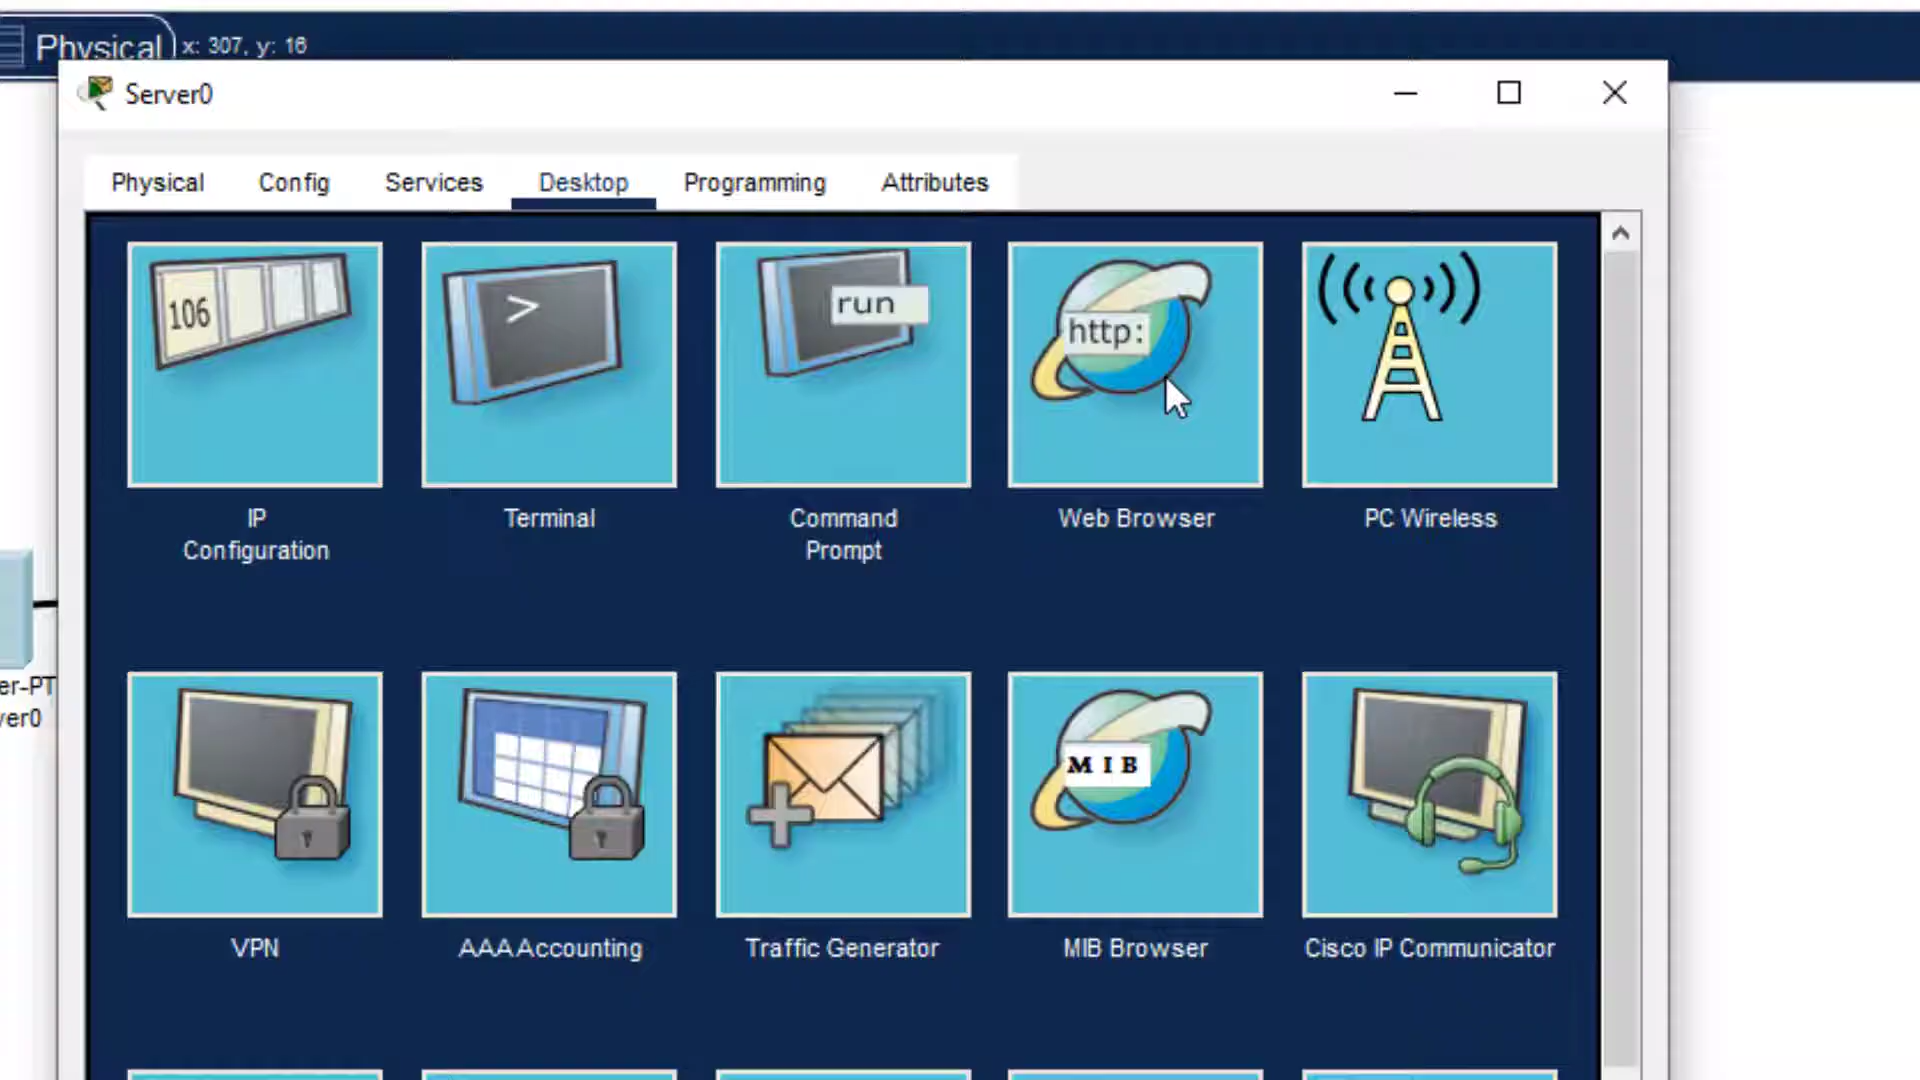 Physical x: 307, y: 16
Server0
Physical Config Services Desktop Programming Attributes
106
>
run
http:
IP
Configuration
Terminal
Command
Prompt
Web Browser
PC Wireless
er-PT
ver0
MIB
VPN
AAA Accounting
Traffic Generator
MIB Browser
Cisco IP Communicator